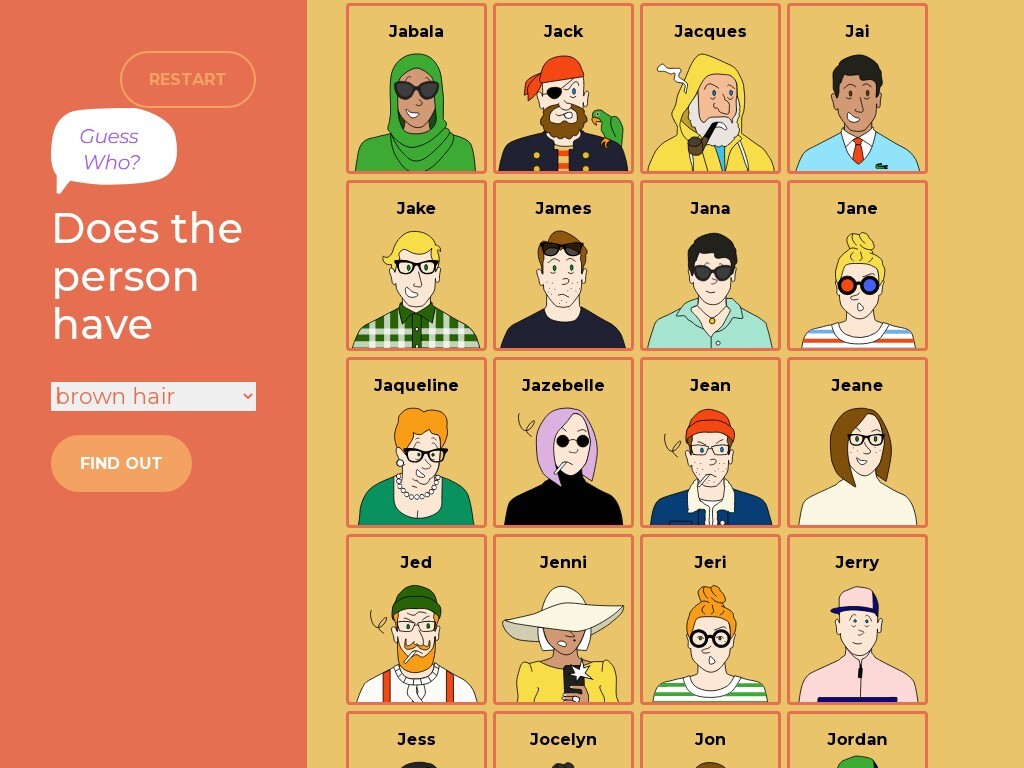 RESTART
Guess
Who?
Does the
person
have
brown hair
FIND OUT
Jabala
Jack
Jacques
Jai
Jake
James
Jana
Jane
Jaqueline
Jazebelle
Jean
Jeane
Jed
Jenni
Jeri
Jerry
Jess
Jocelyn
Jon
Jordan